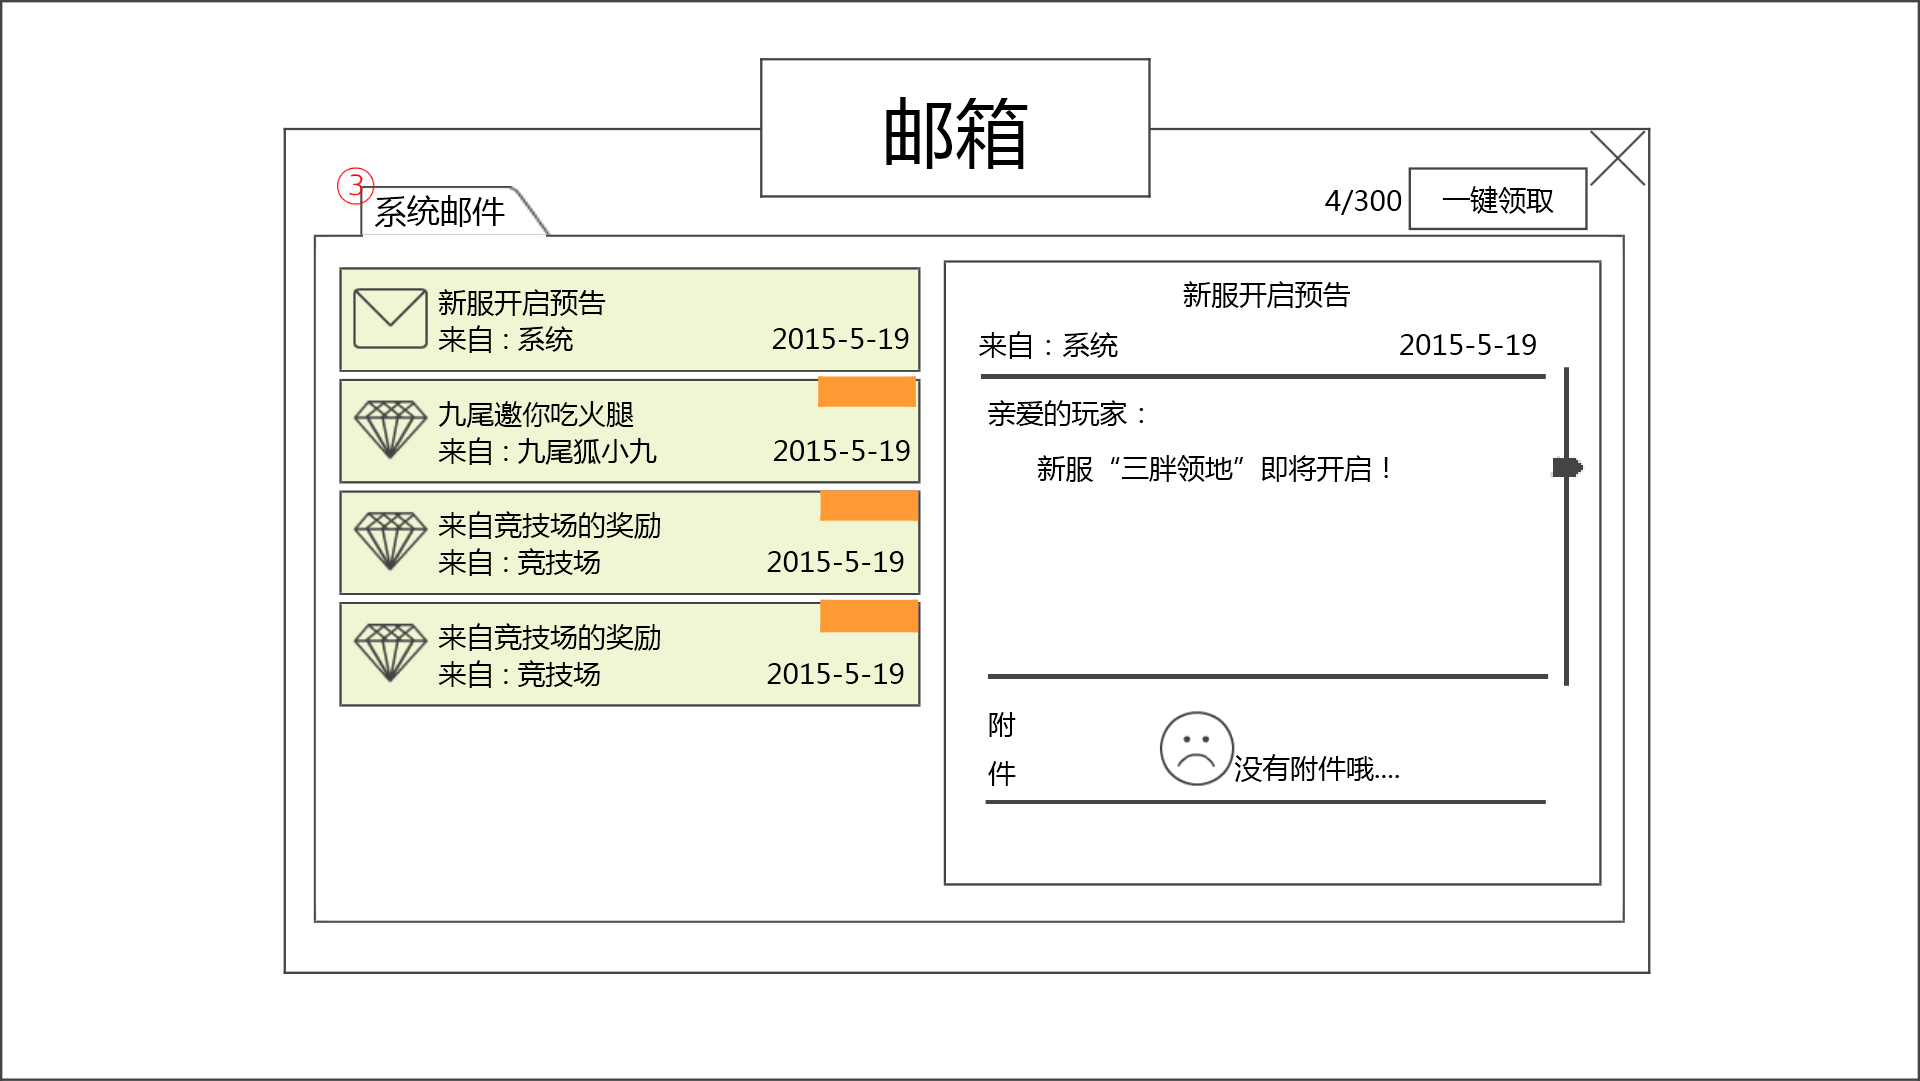 邮箱
③
系统邮件
4/300
一键领取
新服开启预告
来自：系统
2015-5-19
九尾邀你吃火腿
来自：九尾狐小九
2015-5-19
来自竞技场的奖励
来自：竞技场
2015-5-19
来自竞技场的奖励
来自：竞技场
2015-5-19
新服开启预告
来自：系统
2015-5-19
亲爱的玩家：
新服“三胖领地”即将开启！
附
件
没有附件哦....